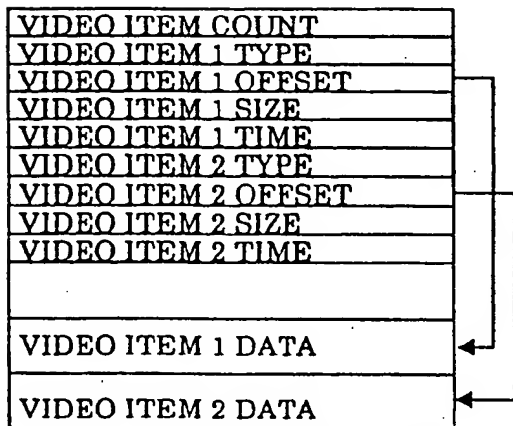 VIDEO ITEM COUNT
VIDEO ITEM 1 TYPE
VIDEO ITEM 1 OFFSET
VIDEO ITEM 1 SIZE
VIDEO ITEM 1 TIME
VIDEO ITEM 2 TYPE
VIDEO ITEM 2 OFFSET
VIDEO ITEM 2 SIZE
VIDEO ITEM 2 TIME
VIDEO ITEM 1 DATA
VIDEO ITEM 2 DATA